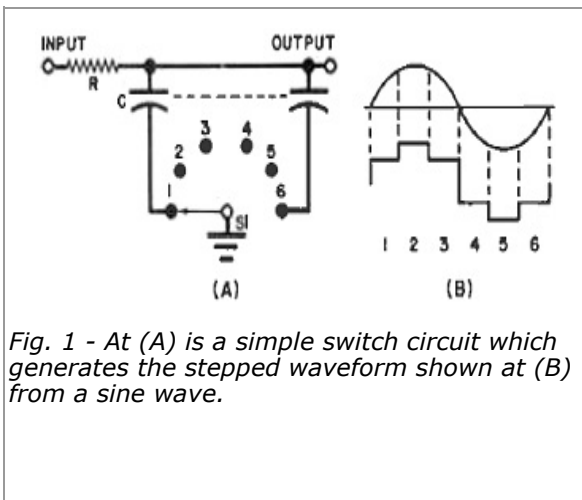 INPUT
OUTPUT
R
C
1
2
3
4
5
6
S1
(A)
1 2 3 4 5 6
(B)
Fig. 1 - At (A) is a simple switch circuit which
generates the stepped waveform shown at (B)
from a sine wave.